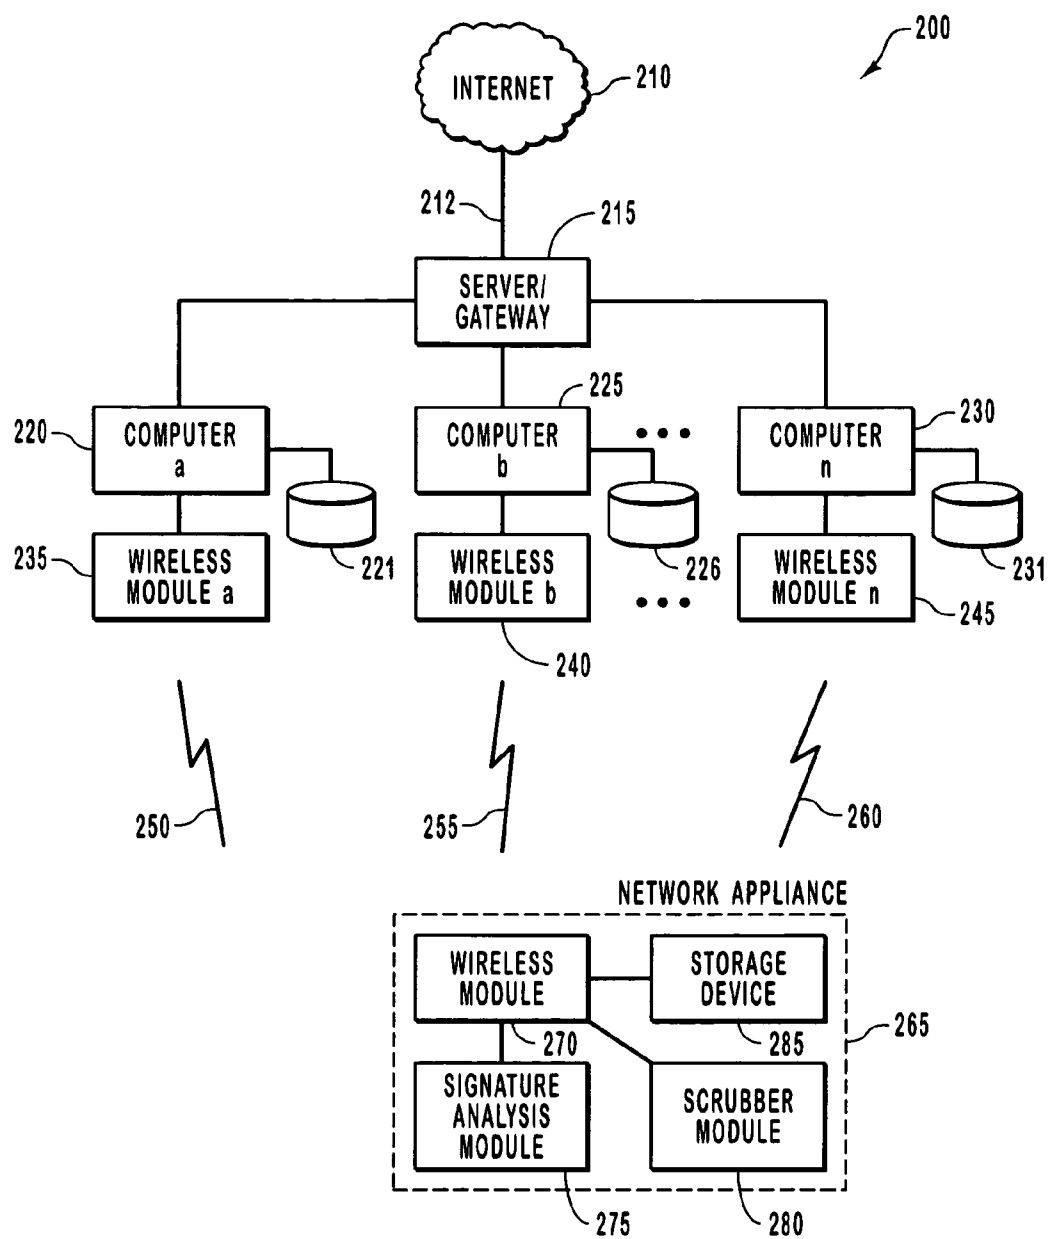 200
INTERNET
210
212
215
SERVER/
GATEWAY
225
220
COMPUTER
a
COMPUTER
b
• • •
COMPUTER
n
230
235
WIRELESS
MODULE a
221
WIRELESS
MODULE b
226
• • •
WIRELESS
MODULE n
231
245
240
250
255
260
NETWORK APPLIANCE
WIRELESS
MODULE
STORAGE
DEVICE
270
285
265
SIGNATURE
ANALYSIS
MODULE
SCRUBBER
MODULE
275
280